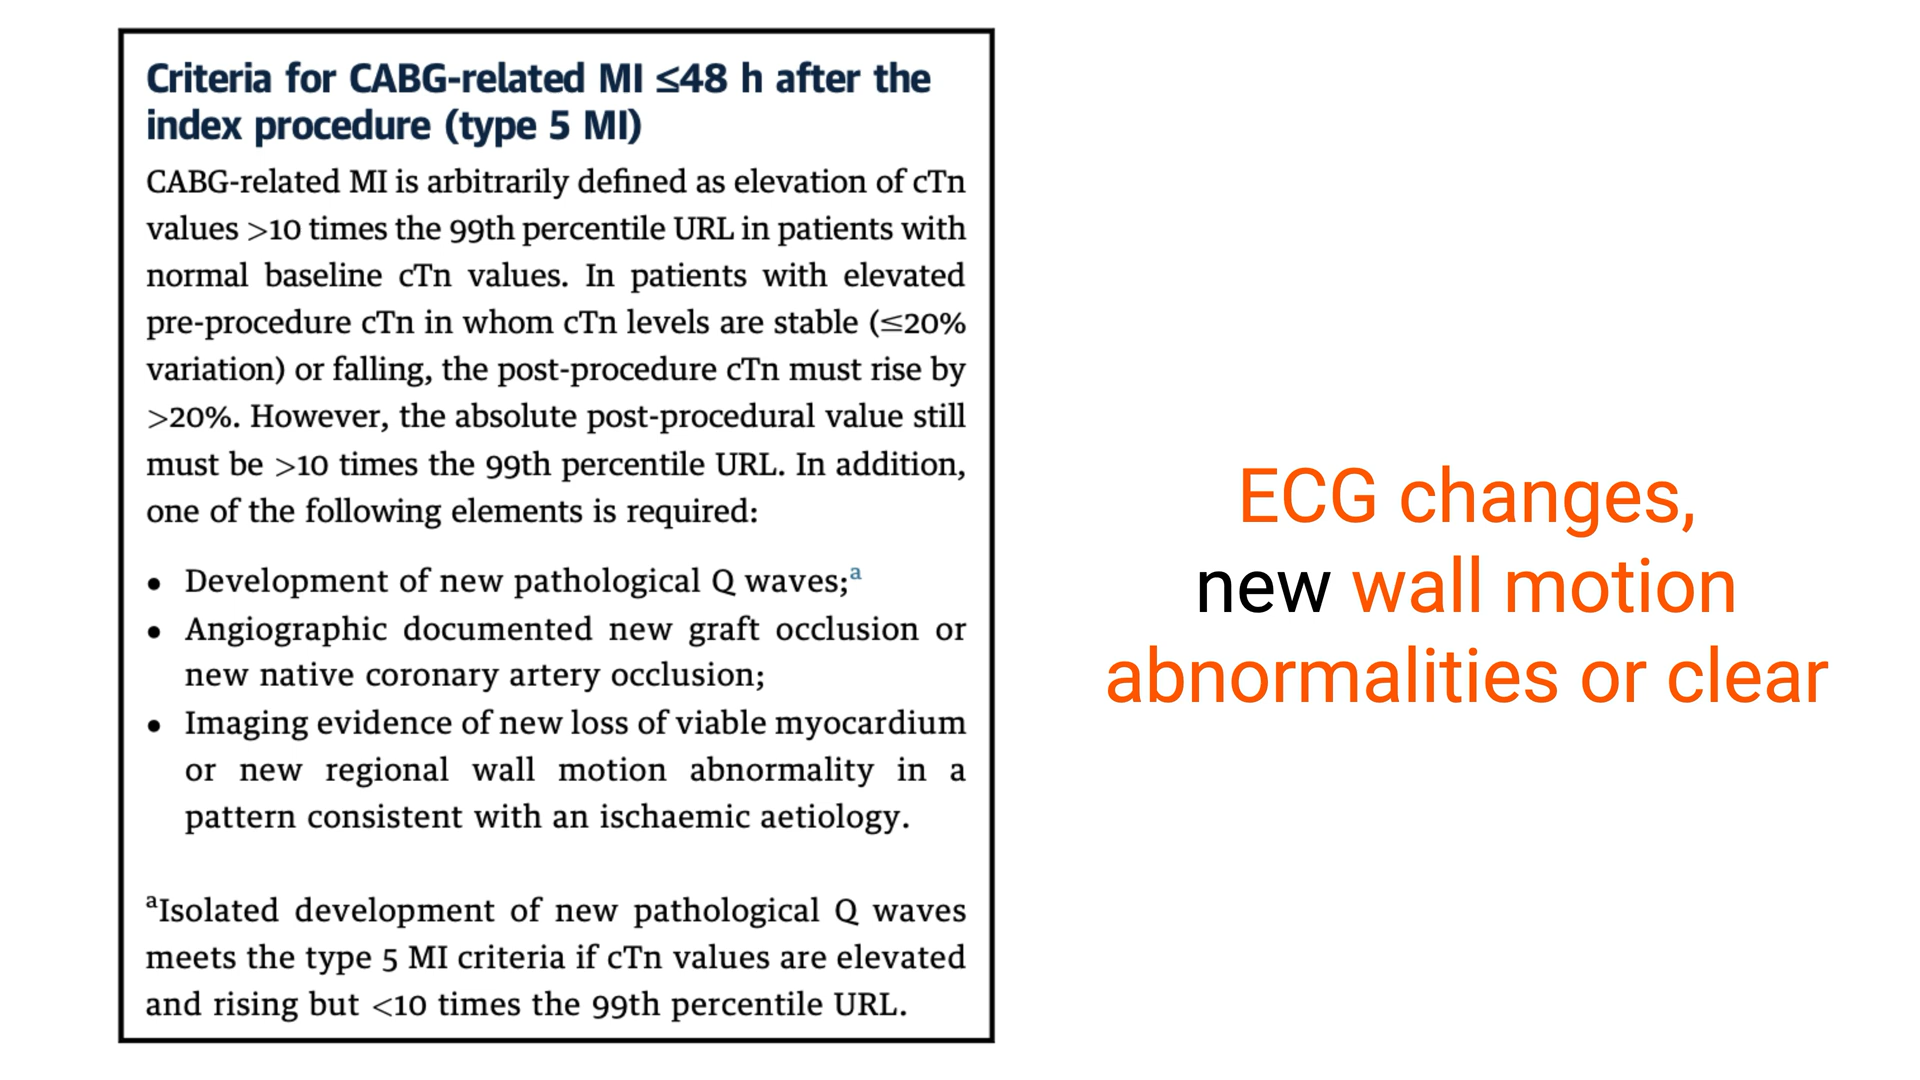 Criteria for CABG-related MI ≤48 h after the
index procedure (type 5 MI)
CABG-related MI is arbitrarily defined as elevation of cTn
values >10 times the 99th percentile URL in patients with
normal baseline cTn values. In patients with elevated
pre-procedure cTn in whom cTn levels are stable (≤20%
variation) or falling, the post-procedure cTn must rise by
>20%. However, the absolute post-procedural value still
must be >10 times the 99th percentile URL. In addition,
one of the following elements is required:
• Development of new pathological Q waves;ᵃ
• Angiographic documented new graft occlusion or
new native coronary artery occlusion;
• Imaging evidence of new loss of viable myocardium
or new regional wall motion abnormality in a
pattern consistent with an ischaemic aetiology.
ᵃIsolated development of new pathological Q waves
meets the type 5 MI criteria if cTn values are elevated
and rising but <10 times the 99th percentile URL.
ECG changes,
new wall motion
abnormalities or clear